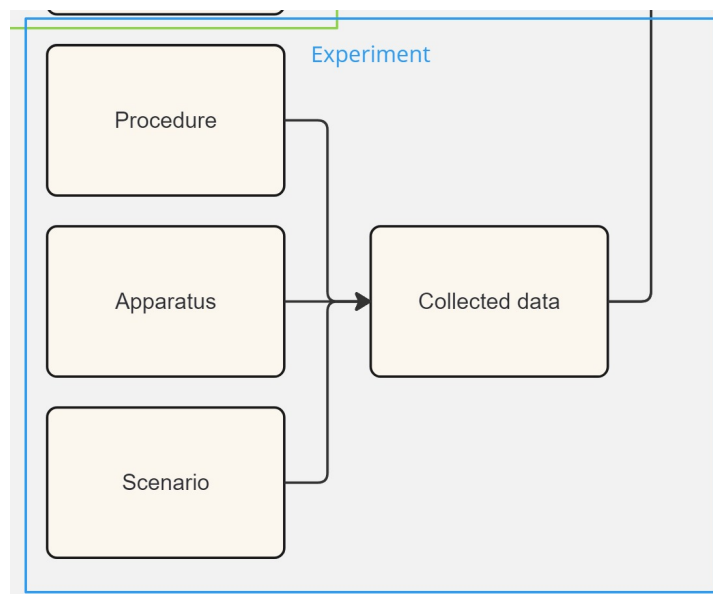 Experiment
Procedure
Apparatus
Collected data
Scenario